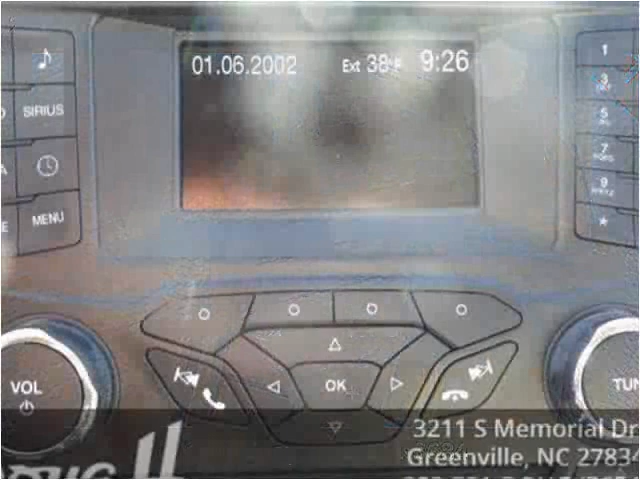 01.06.2002 Ext 38°F 9:26
1
3
SIRIUS
5
7
9
MENU
*
VOL
OK
TUN
3211 S Memorial Dr
Greenville, NC 27834